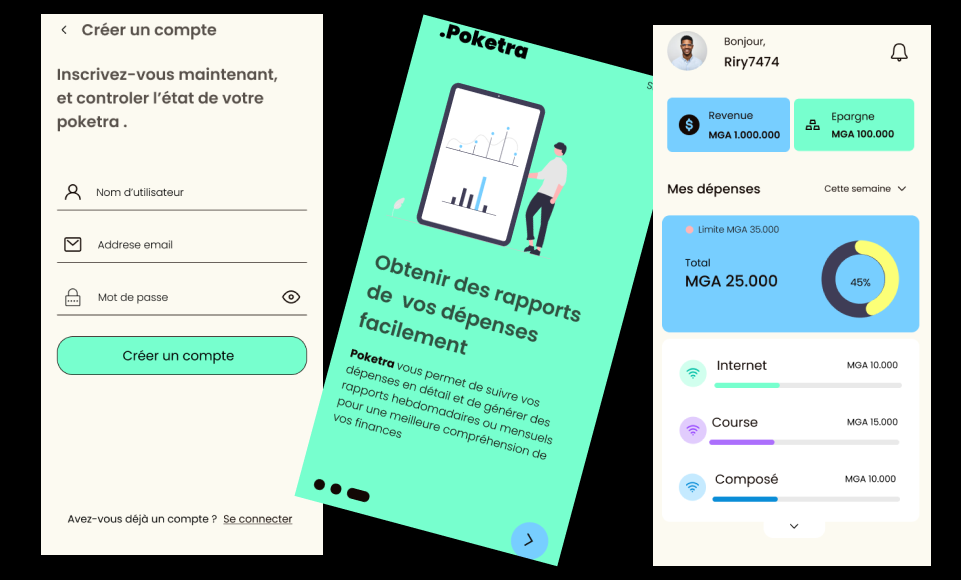 Créer un compte
Inscrivez-vous maintenant,
et controler l'état de votre
poketra .
Nom d'utilisateur
Addrese email
Mot de passe
Créer un compte
Avez-vous déjà un compte ? Se connecter
.Poketra
S
Obtenir des rapports
de vos dépenses
facilement
Poketra vous permet de suivre vos
dépenses en détail et de générer des
rapports hebdomadaires ou mensuels
pour une meilleure compréhension de
vos finances
Bonjour,
Riry7474
$
Revenue
MGA 1.000.000
Epargne
MGA 100.000
Mes dépenses
Cette semaine
Limite MGA 35.000
Total
MGA 25.000
45%
Internet
MGA 10.000
Course
MGA 15.000
Composé
MGA 10.000